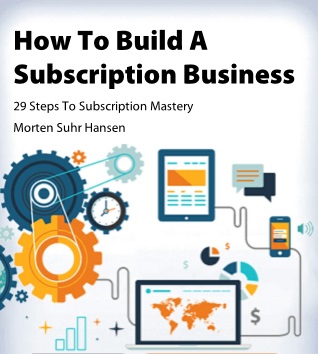 How To Build A
Subscription Business
29 Steps To Subscription Mastery
Morten Suhr Hansen
$
$
$